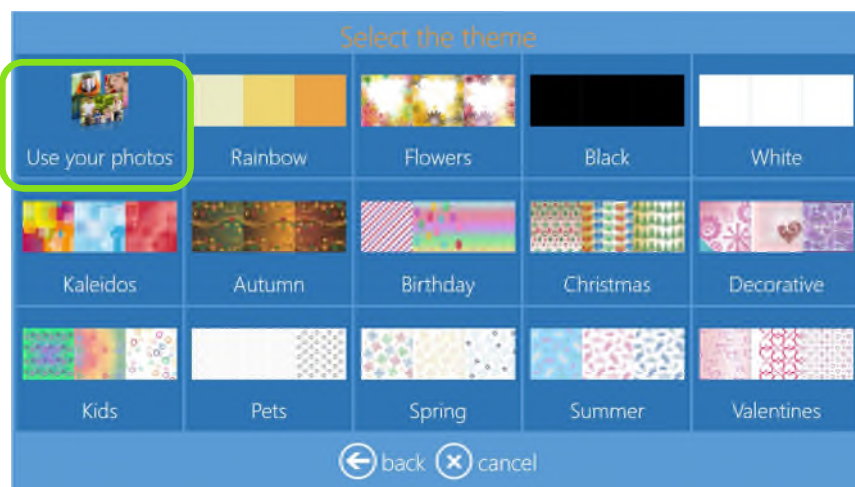 Select the theme
Use your photos
Rainbow
Flowers
Black
White
Kaleidos
Autumn
Birthday
Christmas
Decorative
Kids
Pets
Spring
Summer
Valentines
back cancel